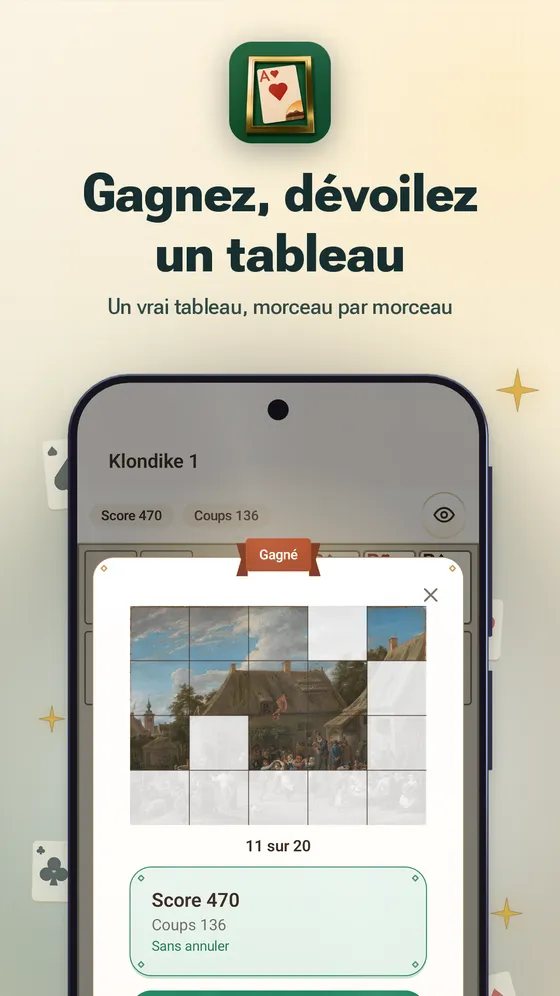 A
Gagnez, dévoilez
un tableau
Un vrai tableau, morceau par morceau
Klondike 1
Score 470
Coups 136
Gagné
11 sur 20
Score 470
Coups 136
Sans annuler